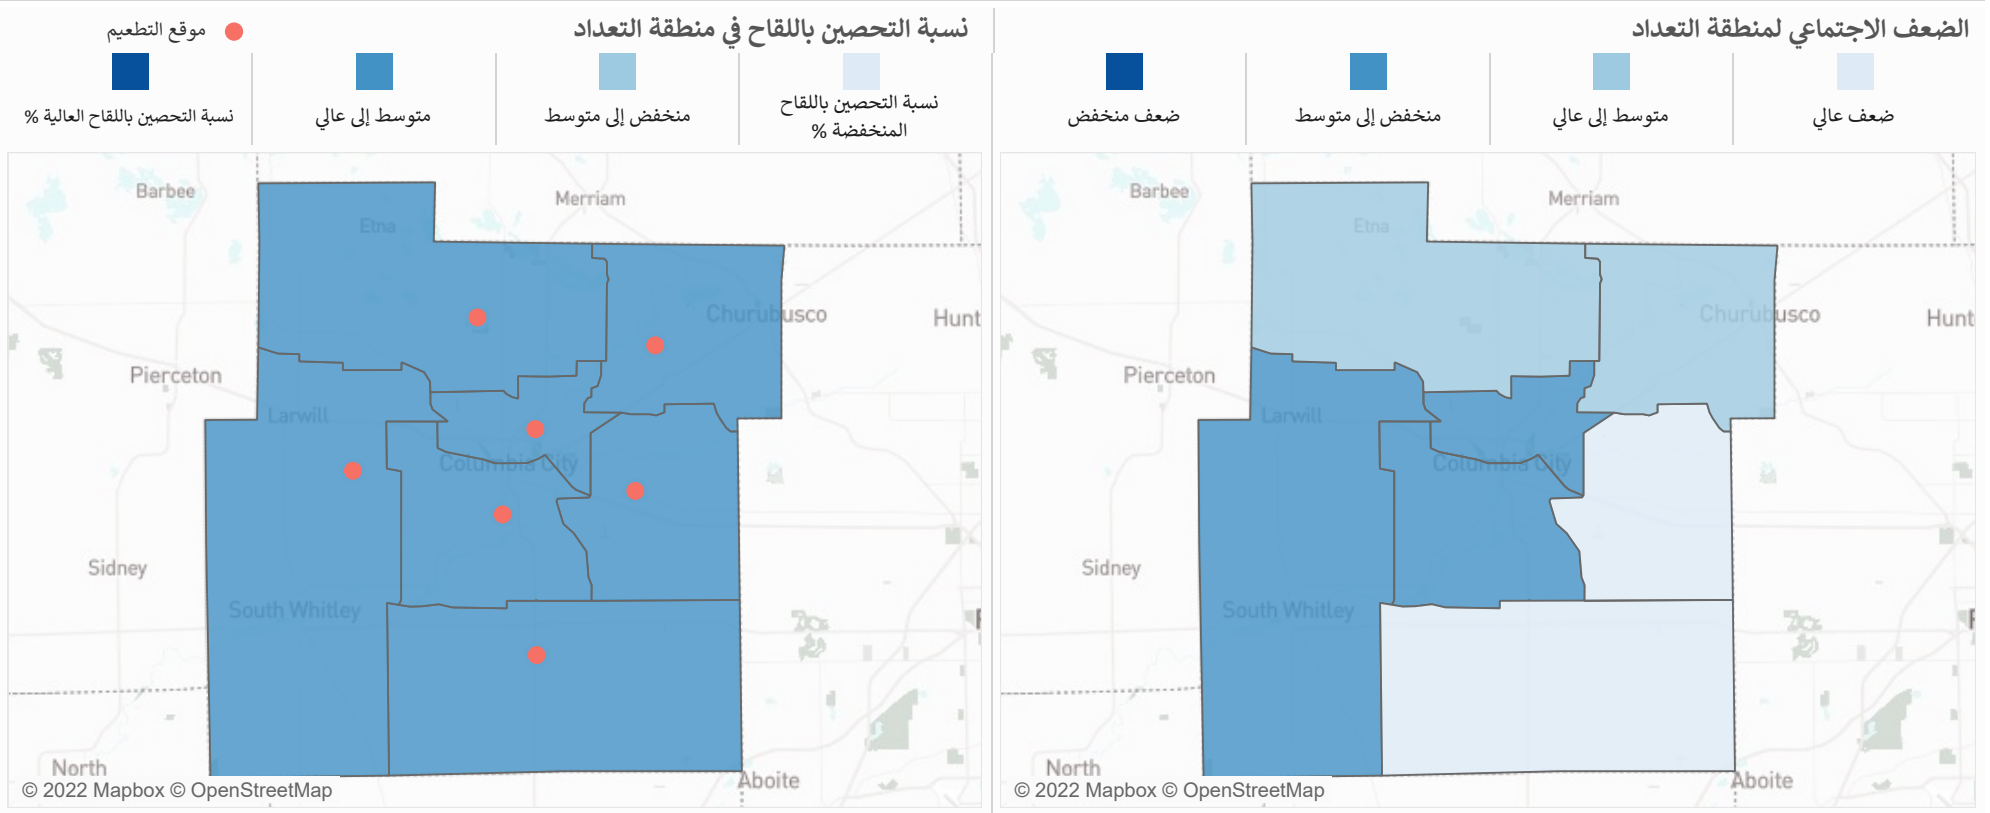 الضعف الاجتماعي لمنطقة التعداد
ضعف عالي
متوسط إلى عالي
منخفض إلى متوسط
ضعف منخفض
Barbee
Merriam
Etna
Churubusco
Hunt
Pierceton
Larwill
Columbia City
Sidney
South Whitley
North
Aboite
© 2022 Mapbox © OpenStreetMap
نسبة التحصين باللقاح في منطقة التعداد
موقع التطعيم
نسبة التحصين باللقاح
المنخفضة %
منخفض إلى متوسط
متوسط إلى عالي
نسبة التحصين باللقاح العالية %
Barbee
Merriam
Etna
Churubusco
Hunt
Pierceton
Larwill
Columbia City
Sidney
South Whitley
North
Aboite
© 2022 Mapbox © OpenStreetMap